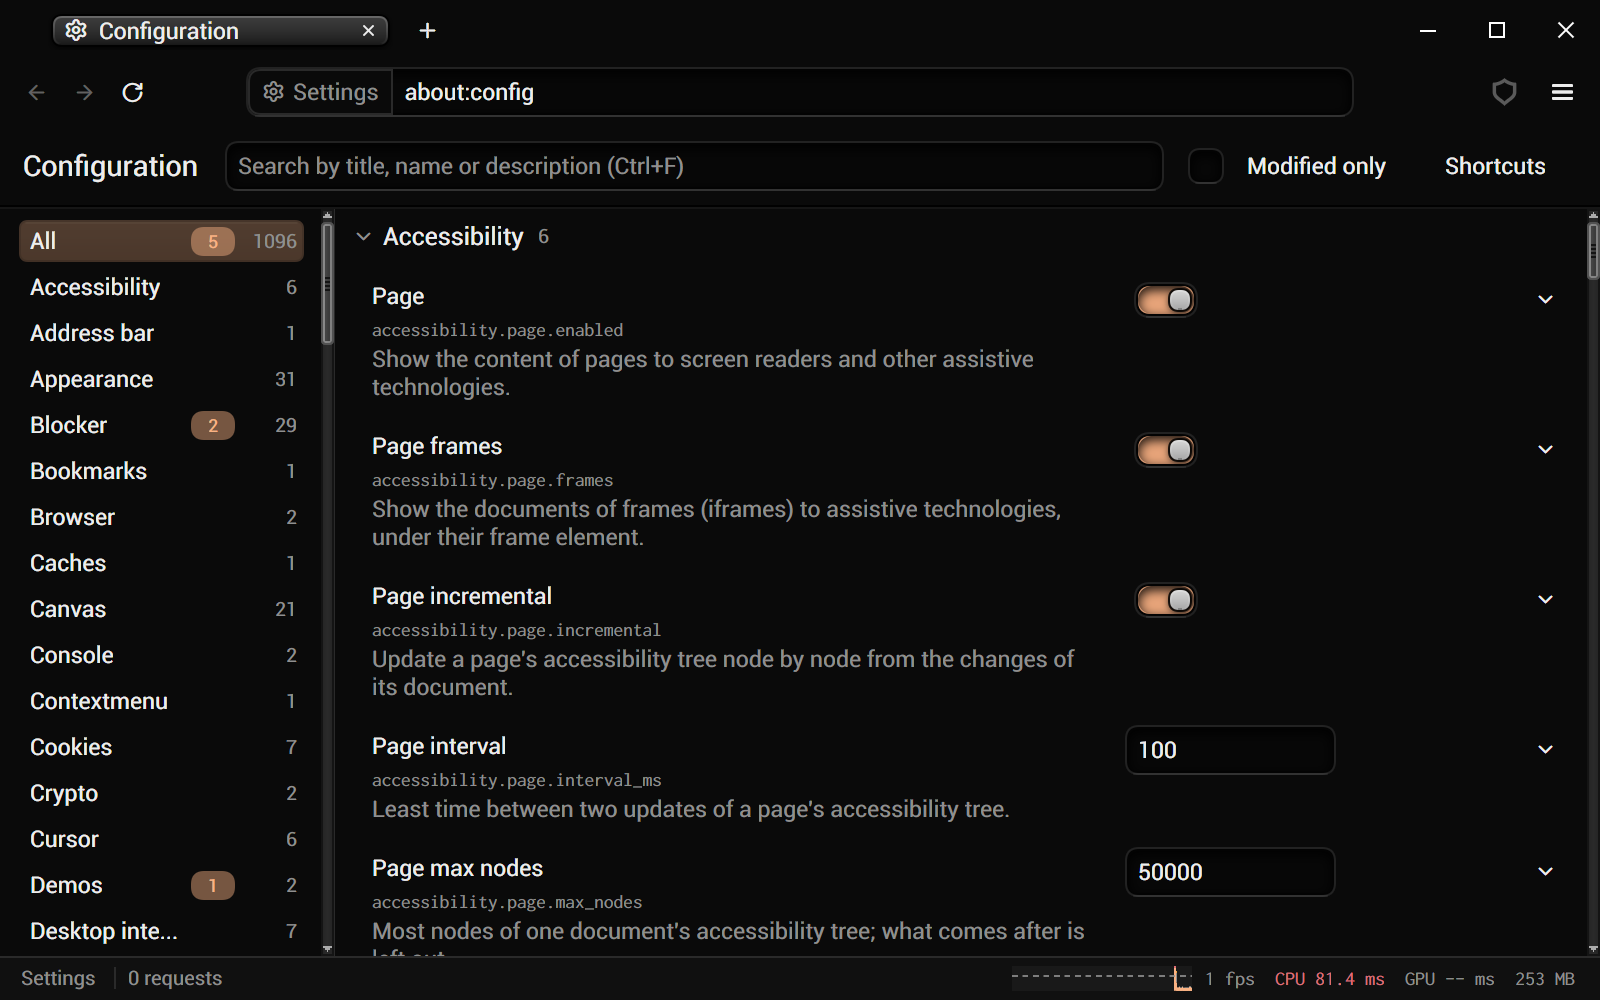 Configuration
Settings about:config
Configuration Search by title, name or description (Ctrl+F) Modified only Shortcuts
All 5 1096
Accessibility 6
Address bar 1
Appearance 31
Blocker 2 29
Bookmarks 1
Browser 2
Caches 1
Canvas 21
Console 2
Contextmenu 1
Cookies 7
Crypto 2
Cursor 6
Demos 1 2
Desktop inte... 7
Accessibility 6
Page
accessibility.page.enabled
Show the content of pages to screen readers and other assistive
technologies.
Page frames
accessibility.page.frames
Show the documents of frames (iframes) to assistive technologies,
under their frame element.
Page incremental
accessibility.page.incremental
Update a page's accessibility tree node by node from the changes of
its document.
Page interval 100
accessibility.page.interval_ms
Least time between two updates of a page's accessibility tree.
Page max nodes 50000
accessibility.page.max_nodes
Most nodes of one document's accessibility tree; what comes after is
Settings 0 requests 1 fps CPU 81.4 ms GPU -- ms 253 MB